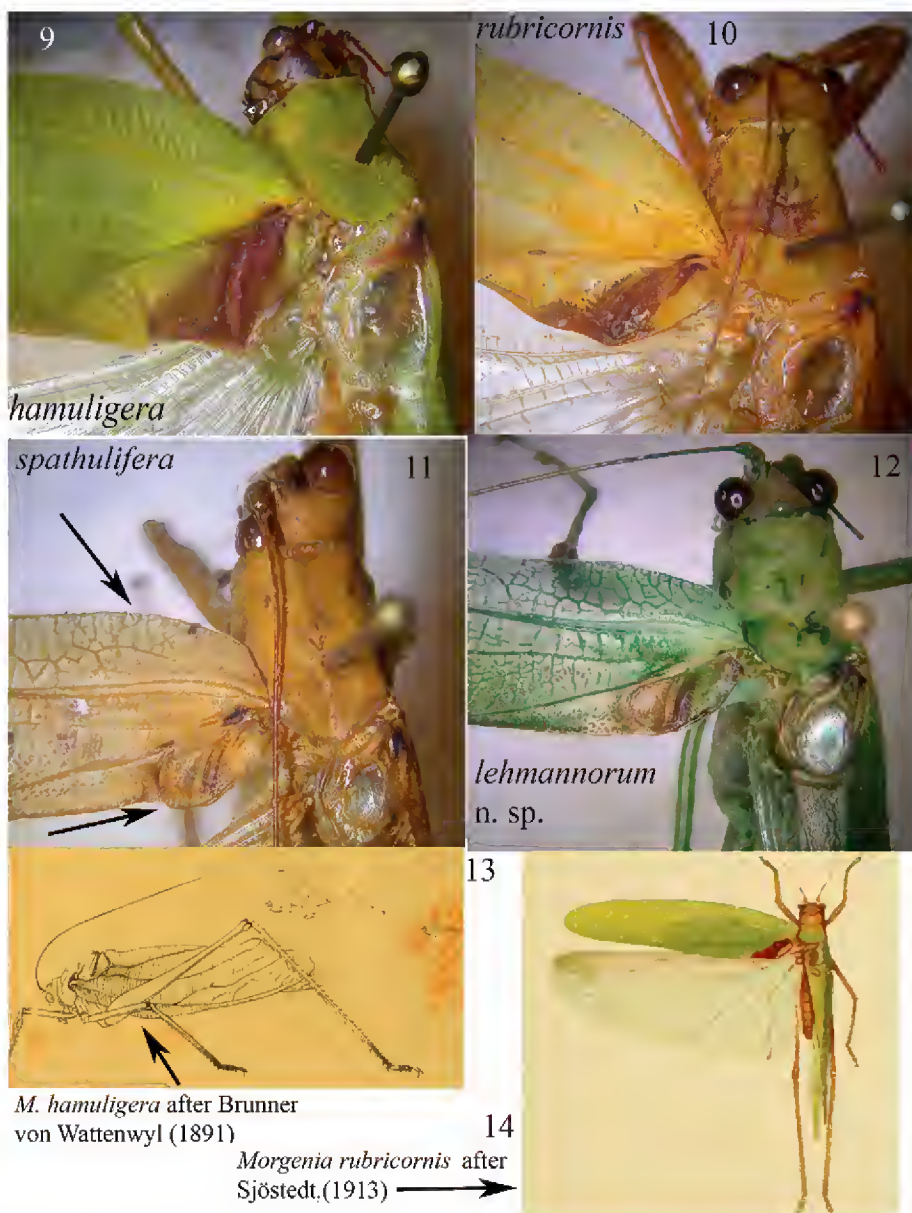 9
rubricornis 10
hamuligera
spathulifera 11
12
lehmannorum
n. sp.
13
M. hamuligera after Brunner
von Wattenwyl (1891)
14
Morgenia rubricornis after
Sjöstedt,(1913)